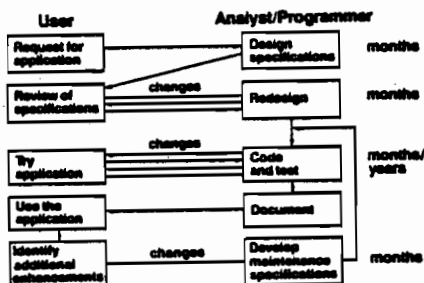 User
Analyst/Programmer
Request for
application
Design
specifications
months
Review of
specifications
changes
Redesign
months
Try
application
changes
Code
and test
months/
years
Use the
application
Document
Identify
additional
enhancements
changes
Develop
maintenance
specifications
months